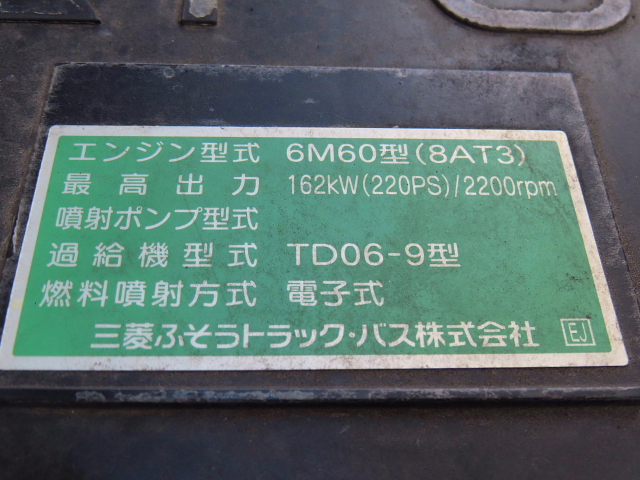 エンジン型式 6M60型(8AT3)
最高出力 162kW(220PS)/2200rpm
噴射ポンプ型式
過給機型式 TD06-9型
燃料噴射方式 電子式
三菱ふそうトラック・バス株式会社 EJ